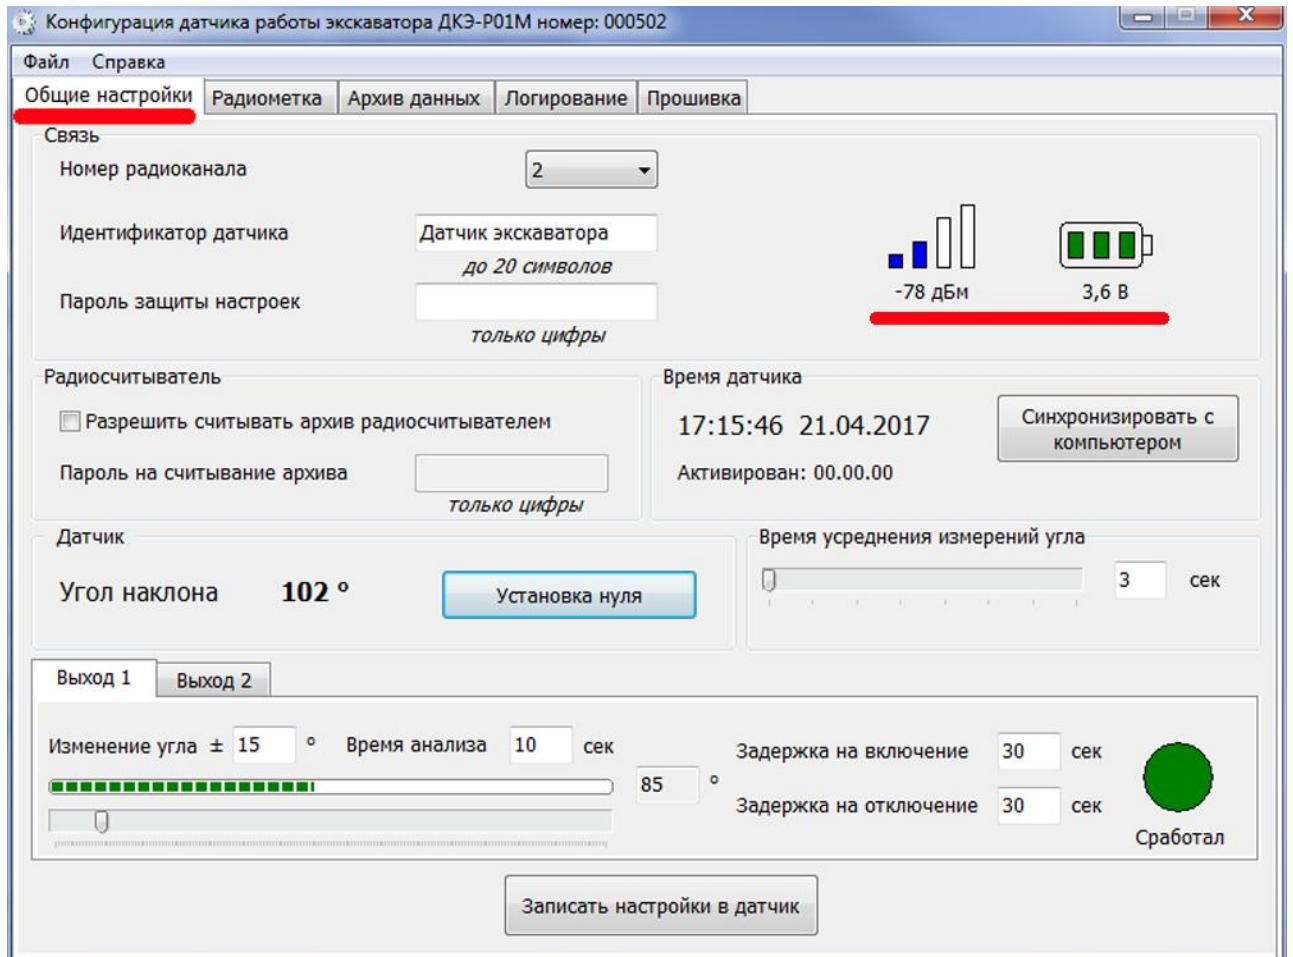 Конфигурация датчика работы экскаватора ДКЭ-Р01М номер: 000502
Файл Справка
Общие настройки Радиометка Архив данных Логирование Прошивка
Связь
Номер радиоканала 2
Идентификатор датчика Датчик экскаватора
до 20 символов
-78 дБм 3,6 В
Пароль защиты настроек
только цифры
Радиосчитыватель
Разрешить считывать архив радиосчитывателем
Пароль на считывание архива
только цифры
Время датчика
17:15:46 21.04.2017
Синхронизировать с
компьютером
Активирован: 00.00.00
Датчик
Угол наклона 102 ° Установка нуля
Время усреднения измерений угла
3 сек
Выход 1 Выход 2
Изменение угла ± 15 ° Время анализа 10 сек
85 °
Задержка на включение 30 сек
Задержка на отключение 30 сек
Сработал
Записать настройки в датчик